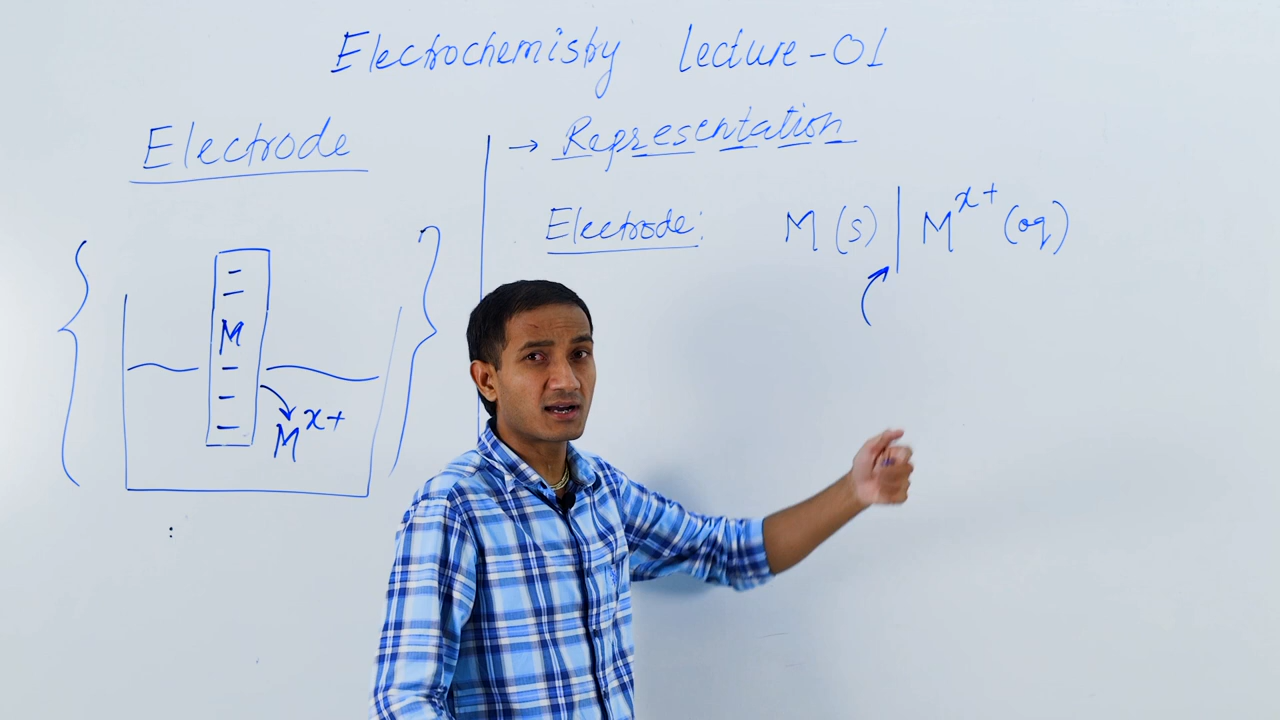 Electrochemistry Lecture-01
Electrode
→ Representation
Electrode: M(s) | M^x+ (aq)
M
M^x+